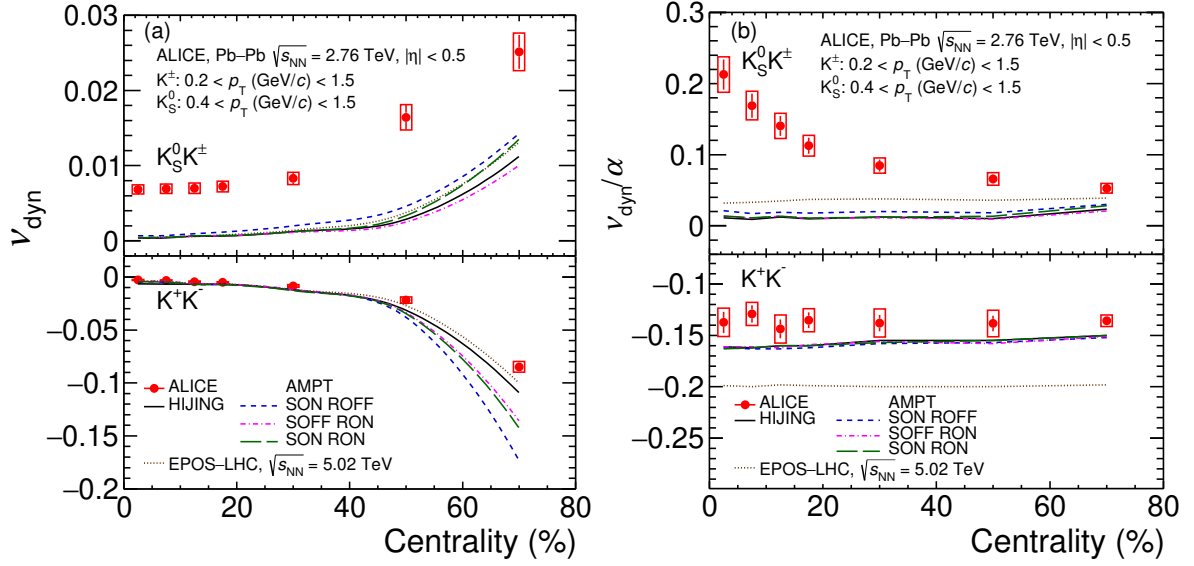 (a)
ALICE, Pb–Pb √sNN = 2.76 TeV, |η| < 0.5
K±: 0.2 < pT (GeV/c) < 1.5
K0S: 0.4 < pT (GeV/c) < 1.5
K0SK±
0.04
0.03
0.02
0.01
0
νdyn
K+K-
0
−0.05
−0.1
−0.15
−0.2
ALICE
HIJING
AMPT
SON ROFF
SOFF RON
SON RON
EPOS–LHC, √sNN = 5.02 TeV
0 20 40 60 80
Centrality (%)
(b)
ALICE, Pb–Pb √sNN = 2.76 TeV, |η| < 0.5
K0SK±
K±: 0.2 < pT (GeV/c) < 1.5
K0S: 0.4 < pT (GeV/c) < 1.5
0.3
0.2
0.1
0
νdyn/α
K+K-
−0.1
−0.15
−0.2
−0.25
ALICE
HIJING
AMPT
SON ROFF
SOFF RON
SON RON
EPOS–LHC, √sNN = 5.02 TeV
0 20 40 60 80
Centrality (%)